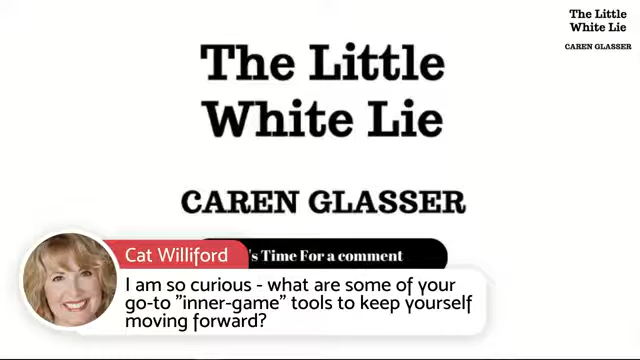 The Little
White Lie
CAREN GLASSER
The Little
White Lie
CAREN GLASSER
's Time For a comment
Cat Williford
I am so curious - what are some of your
go-to "inner-game" tools to keep yourself
moving forward?